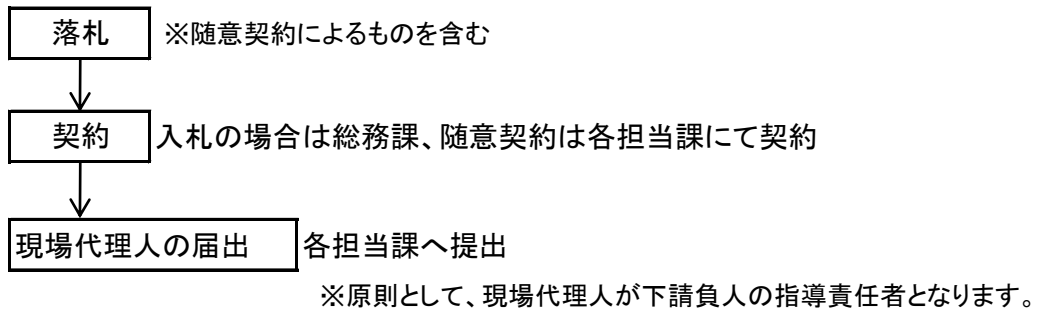 落札 ※随意契約によるものを含む
契約 入札の場合は総務課、随意契約は各担当課にて契約
現場代理人の届出 各担当課へ提出
※原則として、現場代理人が下請負人の指導責任者となります。